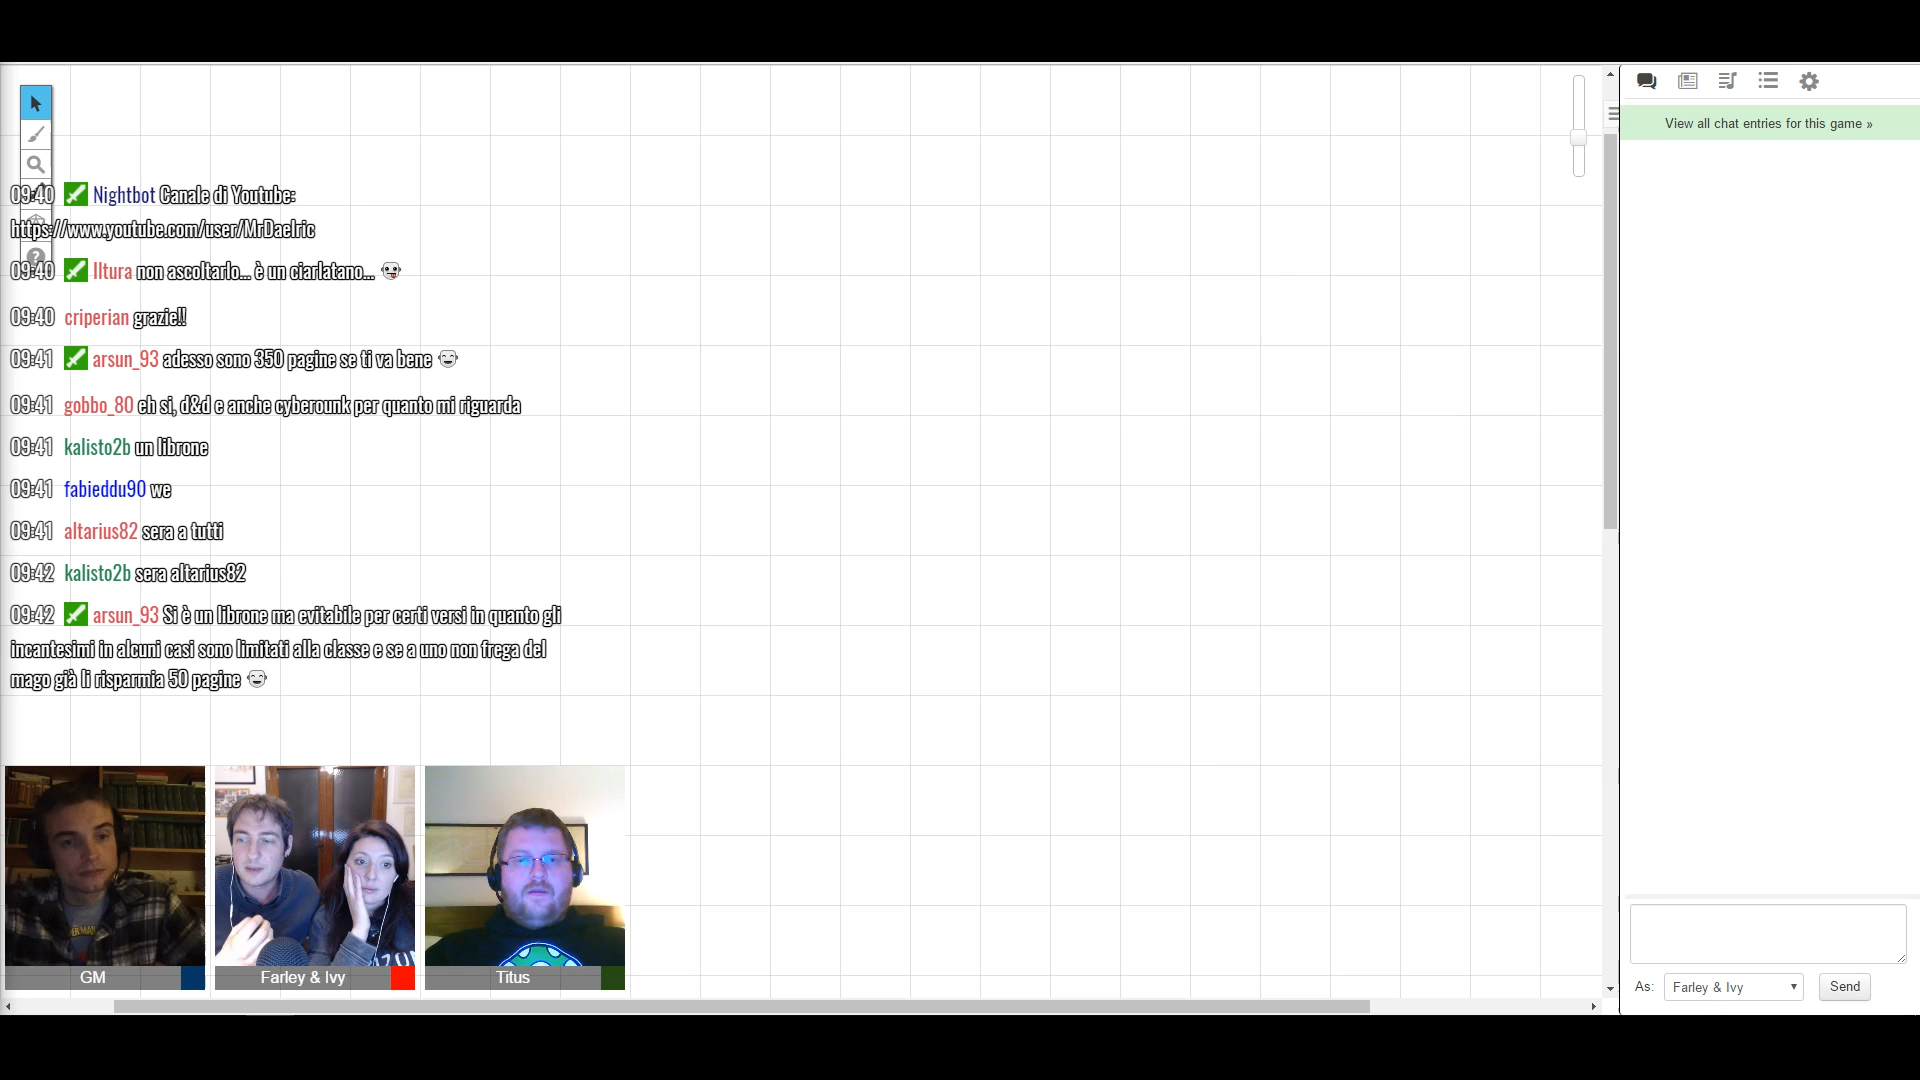 View all chat entries for this game »
09:40 Nightbot Canale di Youtube:
https://www.youtube.com/user/MrDaelric
09:40 Iltura non ascoltarlo... è un ciarlatano...
09:40 criperian grazie!!
09:41 arsun_93 adesso sono 350 pagine se ti va bene
09:41 gobbo_80 eh si, d&d e anche cyberounk per quanto mi riguarda
09:41 kalisto2b un librone
09:41 fabieddu90 we
09:41 altarius82 sera a tutti
09:42 kalisto2b sera altarius82
09:42 arsun_93 Si è un librone ma evitabile per certi versi in quanto gli
incantesimi in alcuni casi sono limitati alla classe e se a uno non frega del
mago già li risparmia 50 pagine
GM
Farley & Ivy
Titus
As: Farley & Ivy Send